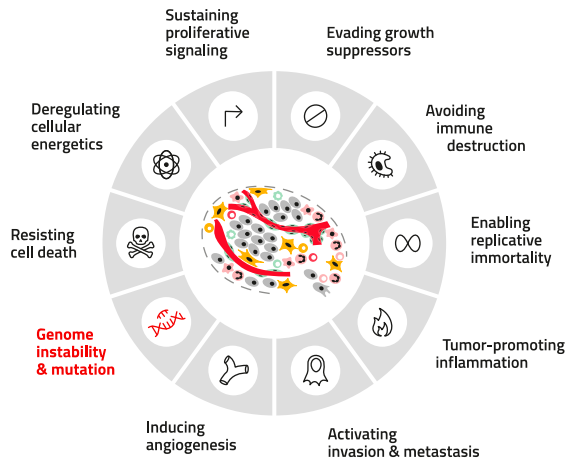 Sustaining
proliferative
signaling
Evading growth
suppressors
Deregulating
cellular
energetics
Avoiding
immune
destruction
Resisting
cell death
Enabling
replicative
immortality
Genome
instability
& mutation
Tumor-promoting
inflammation
Inducing
angiogenesis
Activating
invasion & metastasis